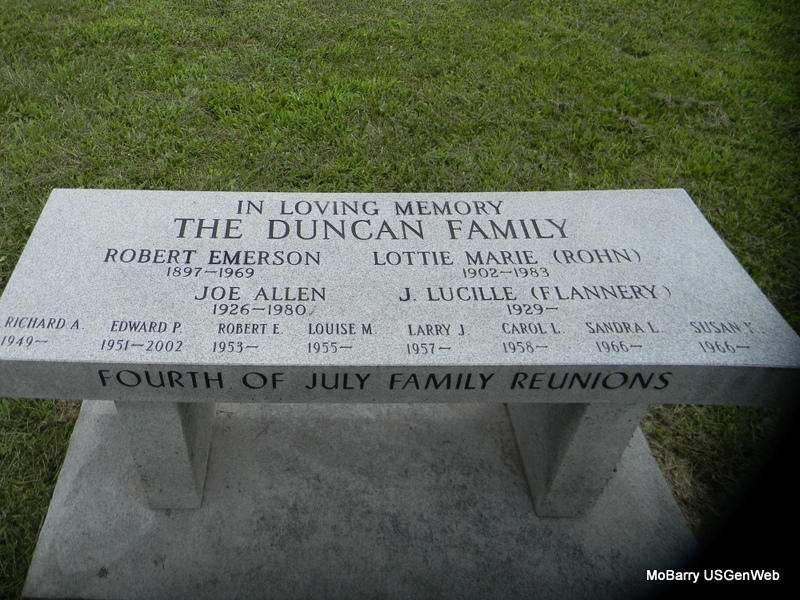 IN LOVING MEMORY
THE DUNCAN FAMILY
ROBERT EMERSON LOTTIE MARIE (ROHN)
1897-1969 1902-1983
JOE ALLEN J. LUCILLE (FLANNERY)
1926-1980 1929-
RICHARD A. EDWARD P. ROBERT E. LOUISE M. LARRY J. CAROL L. SANDRA L. SUSAN K.
1949- 1951-2002 1953- 1955- 1957- 1958- 1966- 1966-
FOURTH OF JULY FAMILY REUNIONS
MoBarry USGenWeb